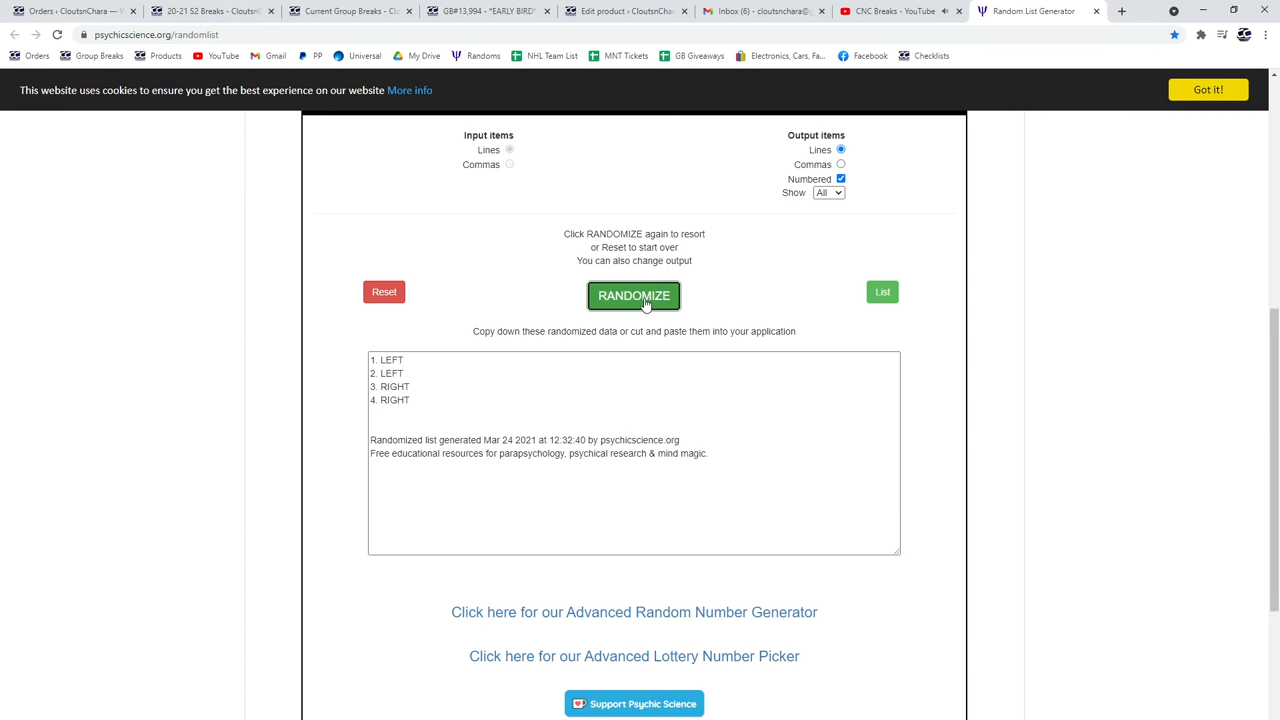 Orders ‹ CloutsnChara — V
20-21 S2 Breaks - CloutsnC
Current Group Breaks - Cl
GB#13,994 - *EARLY BIRD*
Edit product ‹ CloutsnChar
Inbox (6) - cloutsnchara@g
CNC Breaks - YouTube
Random List Generator
psychicscience.org/randomlist
Orders
Group Breaks
Products
YouTube
Gmail
PP
Universal
My Drive
Randoms
NHL Team List
MNT Tickets
GB Giveaways
Electronics, Cars, Fa...
Facebook
Checklists
This website uses cookies to ensure you get the best experience on our website More info
Got it!
Input items
Lines
Commas
Output items
Lines
Commas
Numbered
Show All
Click RANDOMIZE again to resort
or Reset to start over
You can also change output
Reset
RANDOMIZE
List
Copy down these randomized data or cut and paste them into your application
1. LEFT
2. LEFT
3. RIGHT
4. RIGHT
Randomized list generated Mar 24 2021 at 12:32:40 by psychicscience.org
Free educational resources for parapsychology, psychical research & mind magic.
Click here for our Advanced Random Number Generator
Click here for our Advanced Lottery Number Picker
Support Psychic Science